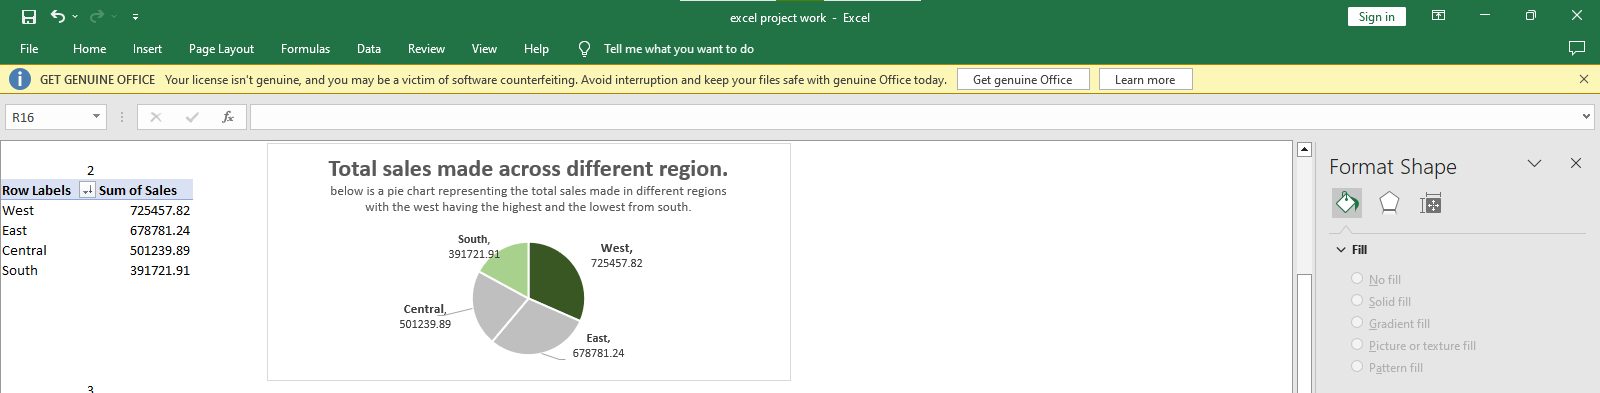 excel project work - Excel
Sign in
File Home Insert Page Layout Formulas Data Review View Help Tell me what you want to do
GET GENUINE OFFICE Your license isn't genuine, and you may be a victim of software counterfeiting. Avoid interruption and keep your files safe with genuine Office today. Get genuine Office Learn more
R16 fx
2
Row Labels Sum of Sales
West 725457.82
East 678781.24
Central 501239.89
South 391721.91
3
Total sales made across different region.
below is a pie chart representing the total sales made in different regions
with the west having the highest and the lowest from south.
South,
391721.91
West,
725457.82
Central,
501239.89
East,
678781.24
Format Shape
Fill
No fill
Solid fill
Gradient fill
Picture or texture fill
Pattern fill